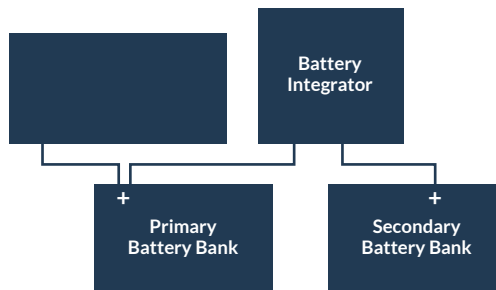 Battery
Integrator
+
Primary
Battery Bank
+
Secondary
Battery Bank